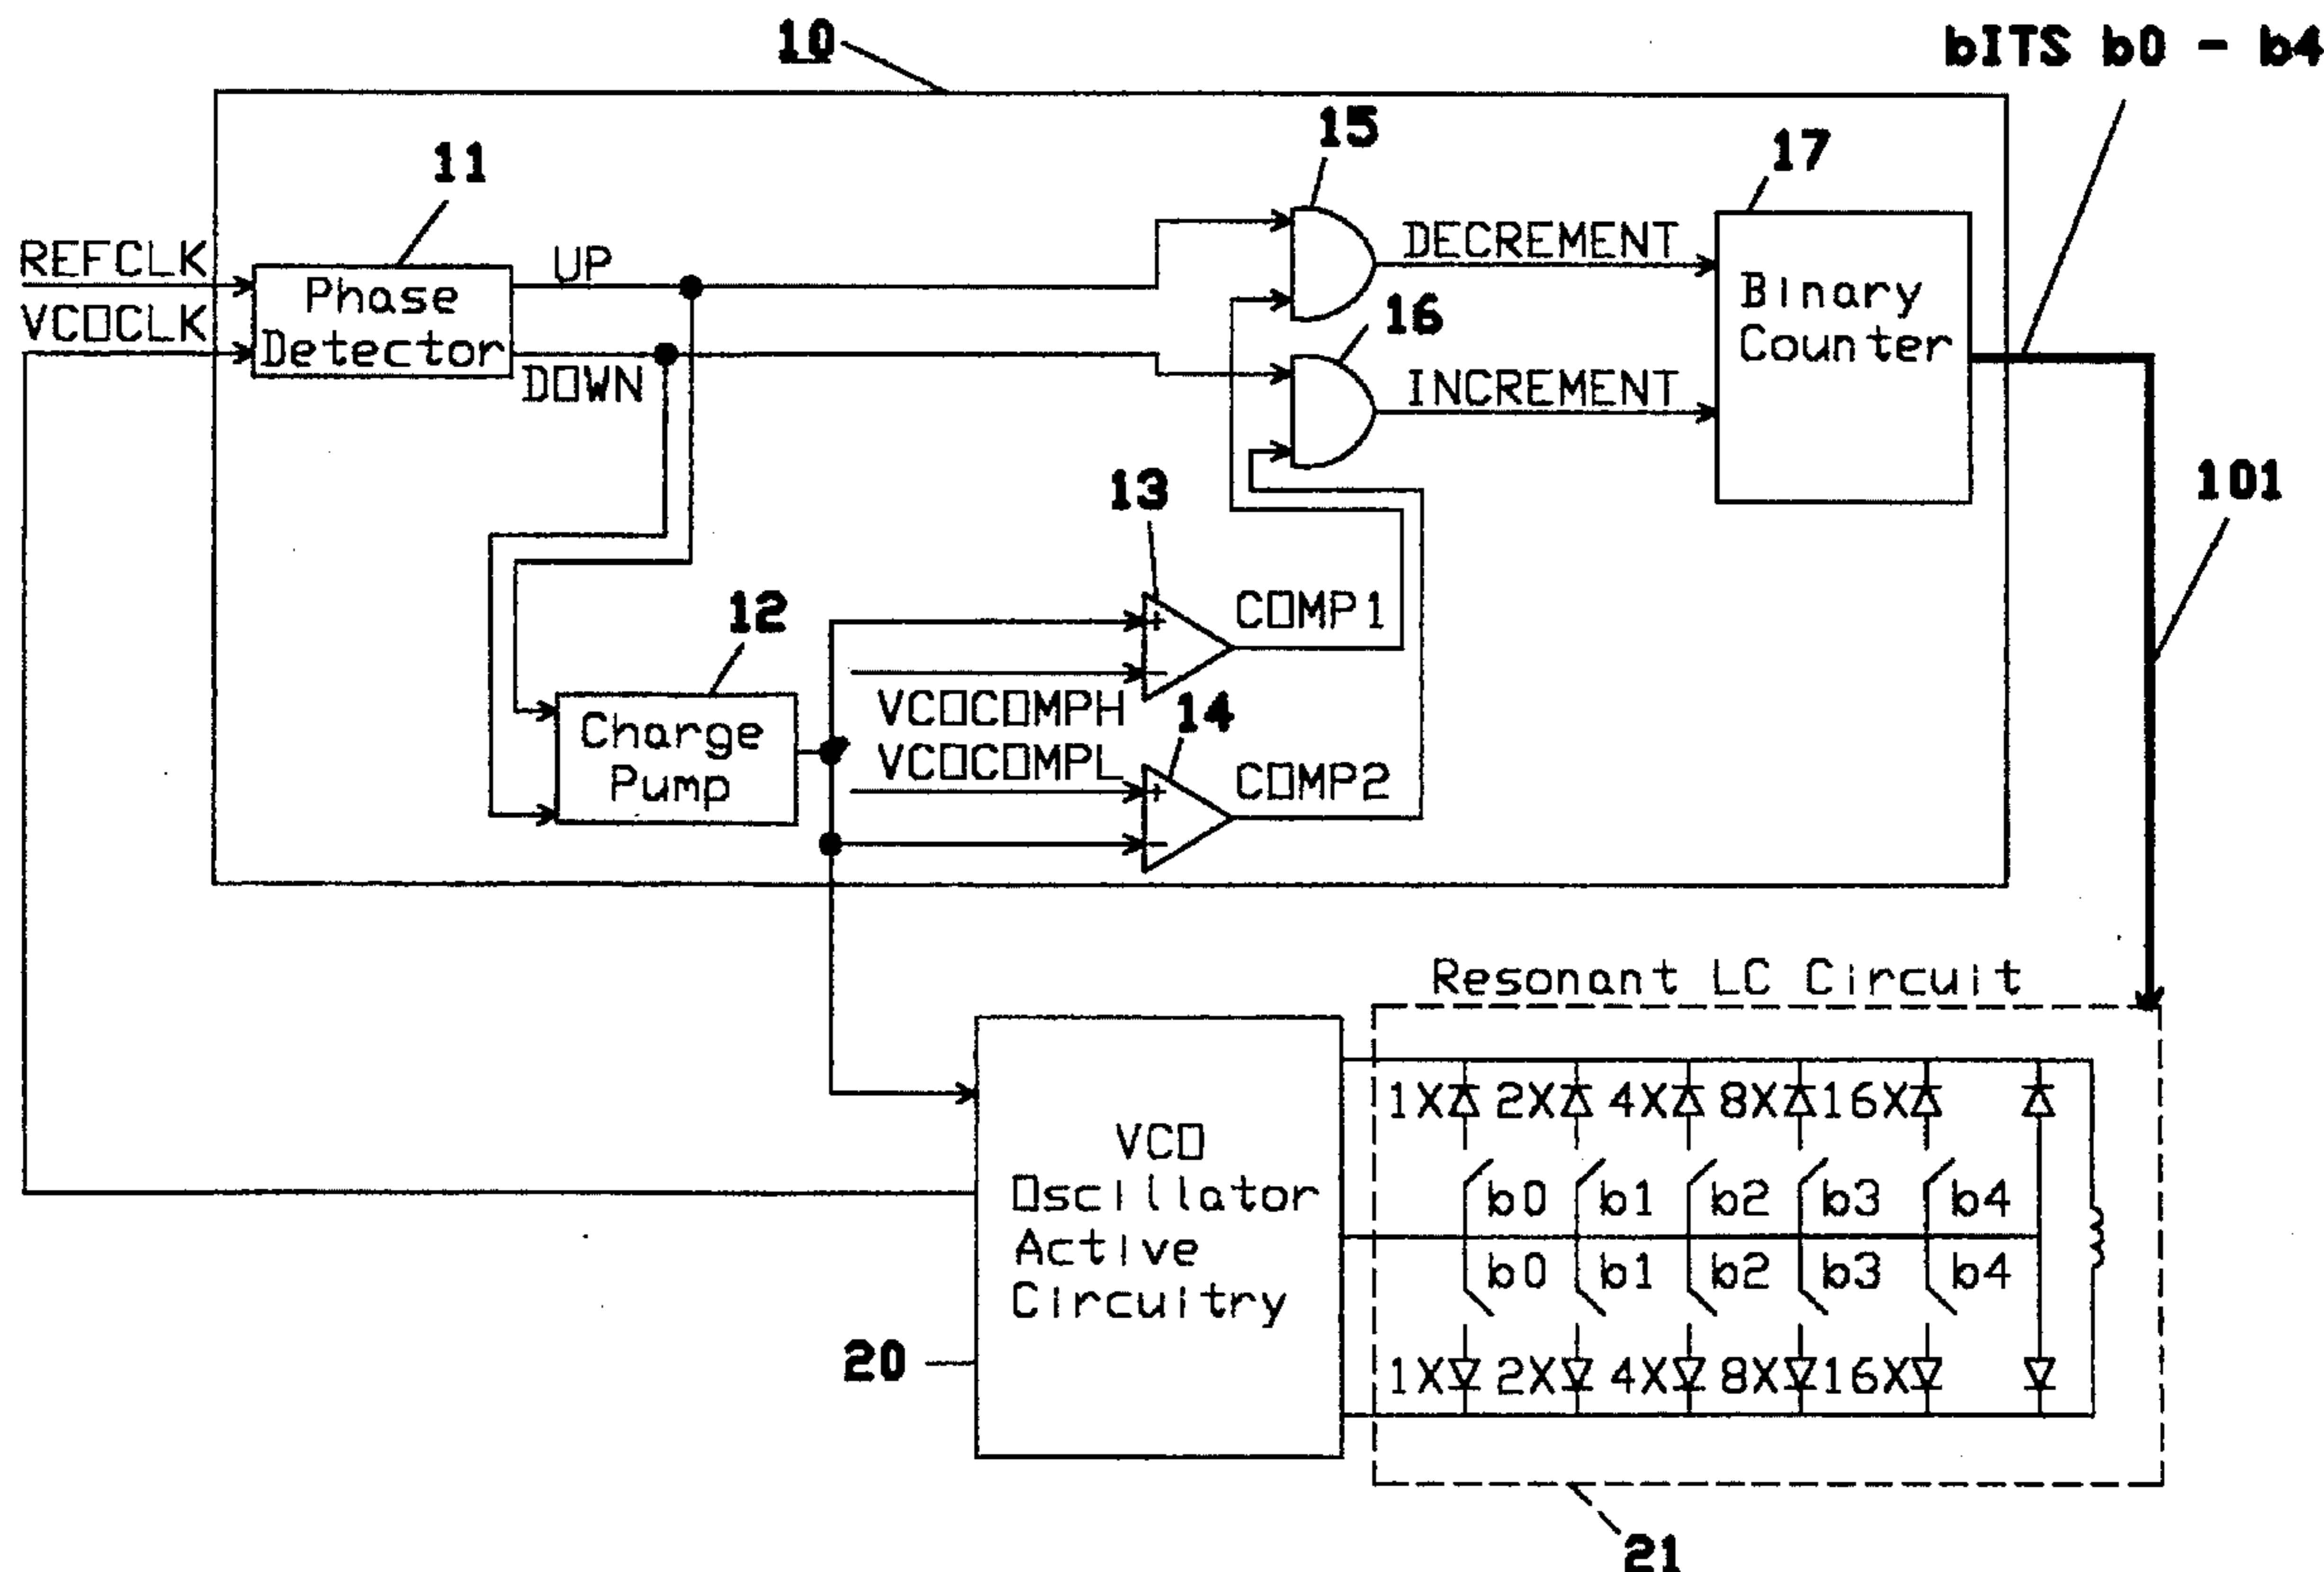 10
bITS b0 - b4
15
17
11
REFCLK
UP
DECREMENT
Phase
Detector
Binary
Counter
VCOCLK
16
DOWN
INCREMENT
13
101
12
COMP1
+
-
VCOCOMPH
14
Charge
Pump
VCOCOMPL
COMP2
+
-
Resonant LC Circuit
1X 2X 4X 8X 16X
VCO
Oscillator
Active
Circuitry
b0 b1 b2 b3 b4
b0 b1 b2 b3 b4
20
1X 2X 4X 8X 16X
21